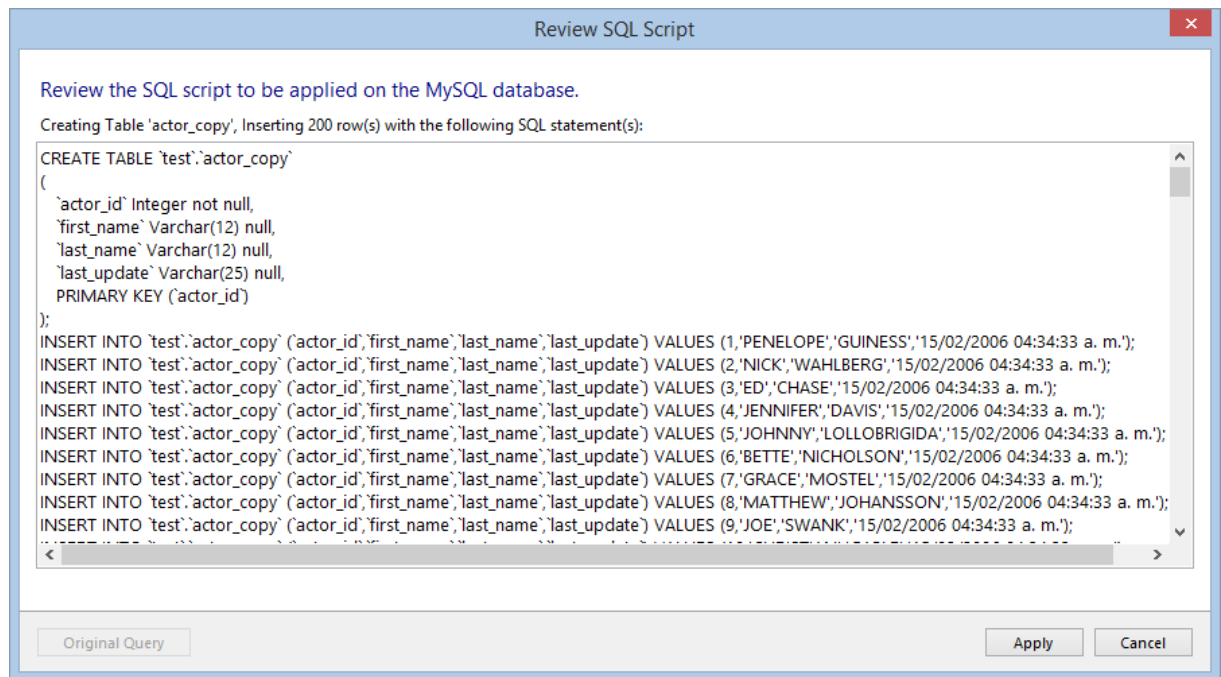 Review SQL Script
Review the SQL script to be applied on the MySQL database.
Creating Table 'actor_copy', Inserting 200 row(s) with the following SQL statement(s):
CREATE TABLE `test`.`actor_copy`
(
`actor_id` Integer not null,
`first_name` Varchar(12) null,
`last_name` Varchar(12) null,
`last_update` Varchar(25) null,
PRIMARY KEY (`actor_id`)
);
INSERT INTO `test`.`actor_copy` (`actor_id`,`first_name`,`last_name`,`last_update`) VALUES (1,'PENELOPE','GUINESS','15/02/2006 04:34:33 a. m.');
INSERT INTO `test`.`actor_copy` (`actor_id`,`first_name`,`last_name`,`last_update`) VALUES (2,'NICK','WAHLBERG','15/02/2006 04:34:33 a. m.');
INSERT INTO `test`.`actor_copy` (`actor_id`,`first_name`,`last_name`,`last_update`) VALUES (3,'ED','CHASE','15/02/2006 04:34:33 a. m.');
INSERT INTO `test`.`actor_copy` (`actor_id`,`first_name`,`last_name`,`last_update`) VALUES (4,'JENNIFER','DAVIS','15/02/2006 04:34:33 a. m.');
INSERT INTO `test`.`actor_copy` (`actor_id`,`first_name`,`last_name`,`last_update`) VALUES (5,'JOHNNY','LOLLOBRIGIDA','15/02/2006 04:34:33 a. m.');
INSERT INTO `test`.`actor_copy` (`actor_id`,`first_name`,`last_name`,`last_update`) VALUES (6,'BETTE','NICHOLSON','15/02/2006 04:34:33 a. m.');
INSERT INTO `test`.`actor_copy` (`actor_id`,`first_name`,`last_name`,`last_update`) VALUES (7,'GRACE','MOSTEL','15/02/2006 04:34:33 a. m.');
INSERT INTO `test`.`actor_copy` (`actor_id`,`first_name`,`last_name`,`last_update`) VALUES (8,'MATTHEW','JOHANSSON','15/02/2006 04:34:33 a. m.');
INSERT INTO `test`.`actor_copy` (`actor_id`,`first_name`,`last_name`,`last_update`) VALUES (9,'JOE','SWANK','15/02/2006 04:34:33 a. m.');
Original Query
Apply
Cancel